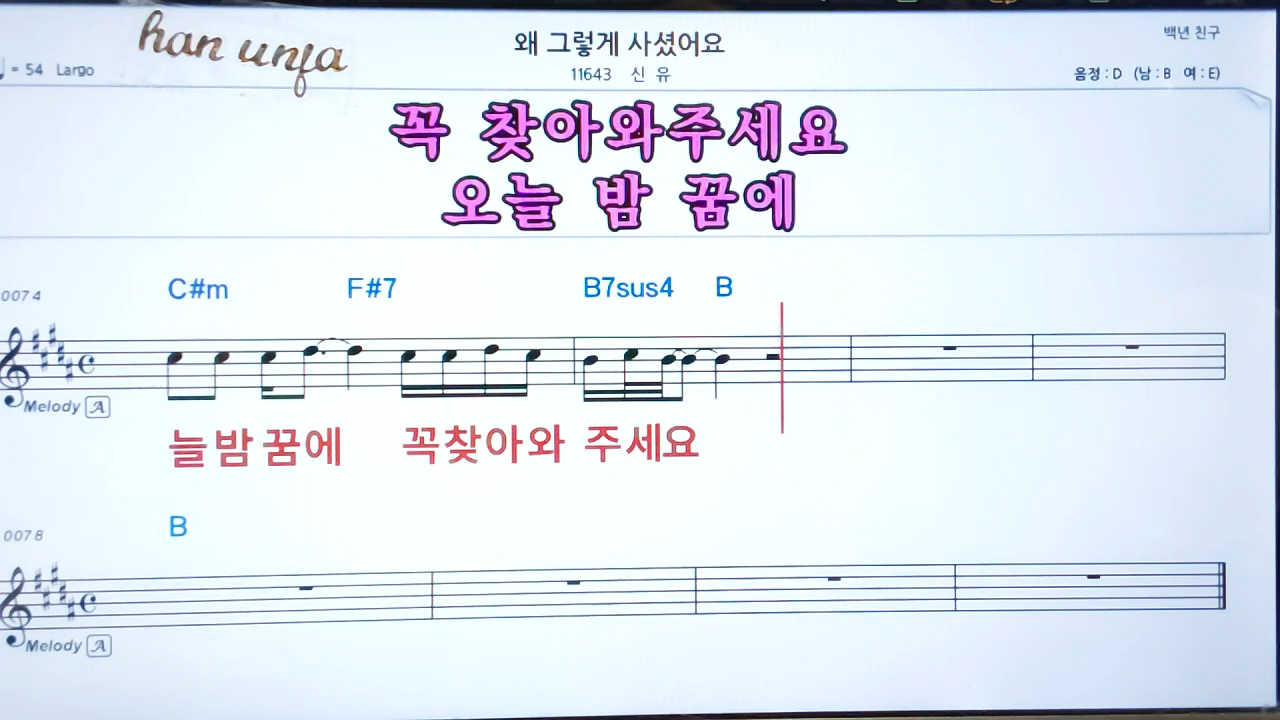 han unja
왜 그렇게 사셨어요
백년 친구
= 54 Largo
11643 신 유
음정 : D (남 : B 여 : E)
꼭 찾아와주세요
오늘 밤 꿈에
0074
C#m F#7 B7sus4 B
Melody A
늘밤꿈에 꼭찾아와 주세요
0078
B
Melody A